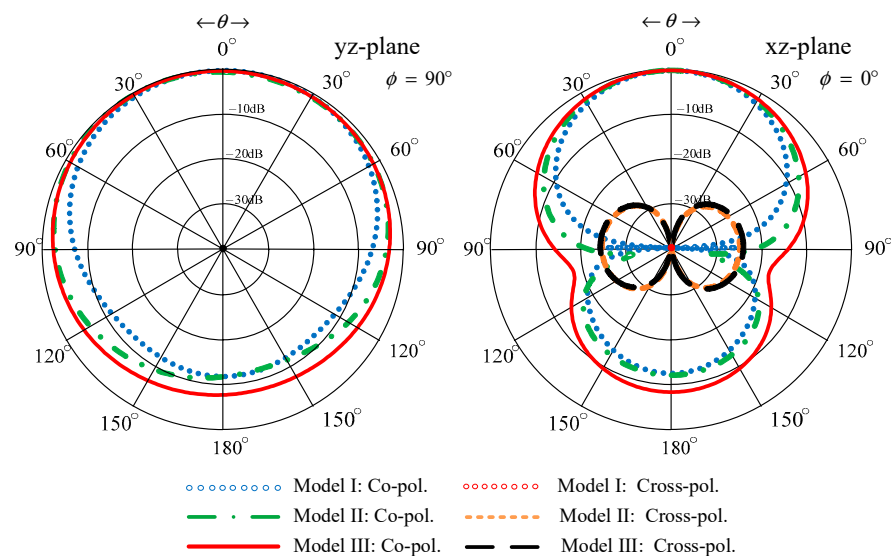 ←θ→
0°
yz-plane
ϕ = 90°
30°
30°
60°
60°
90°
90°
120°
120°
150°
150°
180°
−10dB
−20dB
−30dB
←θ→
0°
xz-plane
ϕ = 0°
30°
30°
60°
60°
90°
90°
120°
120°
150°
150°
180°
−10dB
−20dB
−30dB
Model I: Co-pol.
Model I: Cross-pol.
Model II: Co-pol.
Model II: Cross-pol.
Model III: Co-pol.
Model III: Cross-pol.